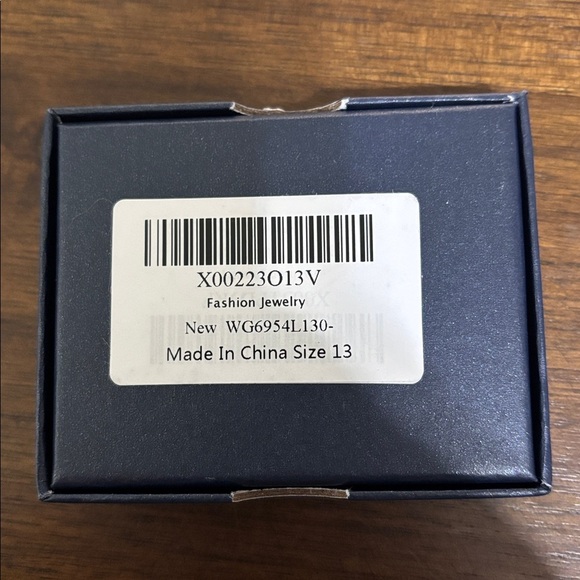 X00223O13V
Fashion Jewelry
New WG6954L130-
Made In China Size 13